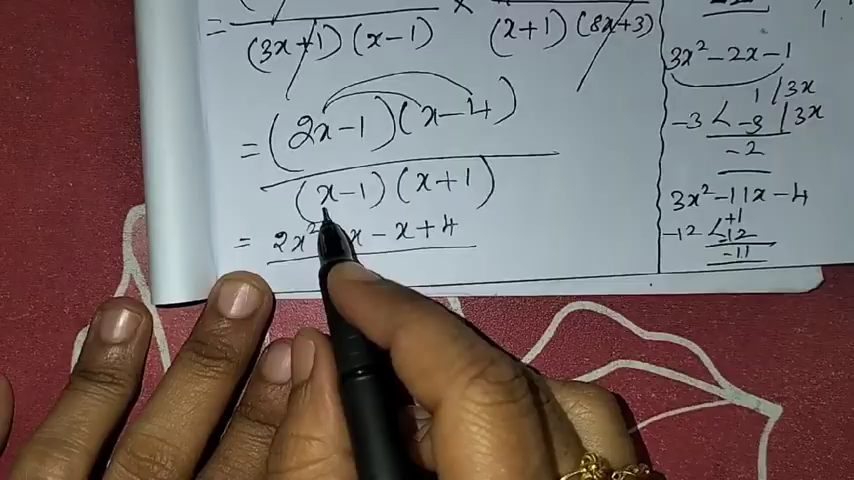 = (3x+1)(x-1) × (x+1)(8x+3)
= (2x-1)(x-4)
(x-1)(x+1)
= 2x² x - x + 4
3x² - 2x - 1
1/3x
-3 < -3/3x
-2
3x² - 11x - 4
+1
-12 < -12
-11